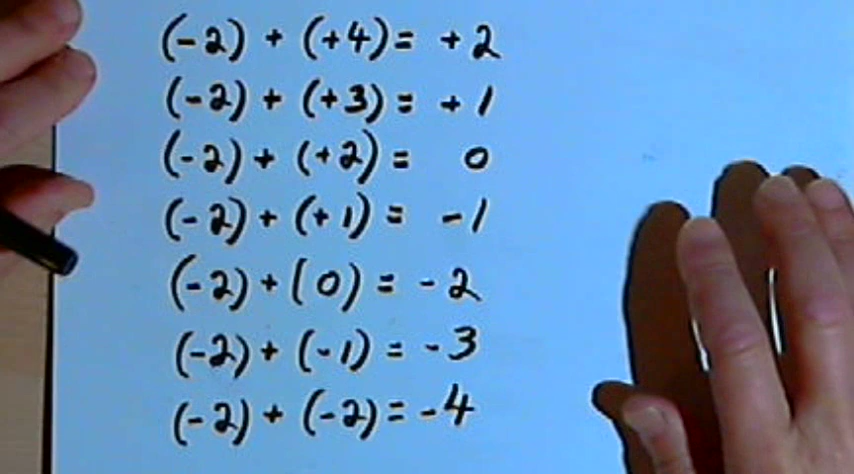 (-2) + (+4) = +2
(-2) + (+3) = +1
(-2) + (+2) = 0
(-2) + (+1) = -1
(-2) + (0) = -2
(-2) + (-1) = -3
(-2) + (-2) = -4